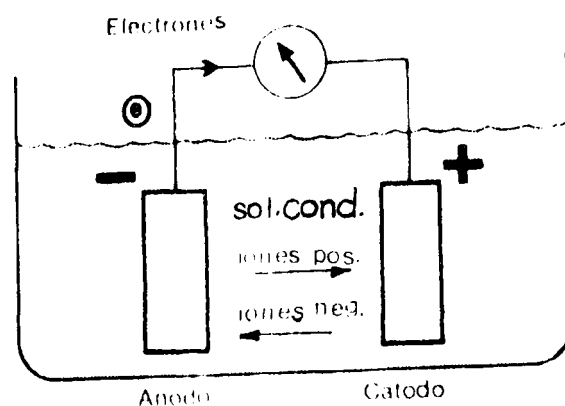 Electrones
− +
sol.cond.
iones pos.
iones neg.
Anodo Catodo